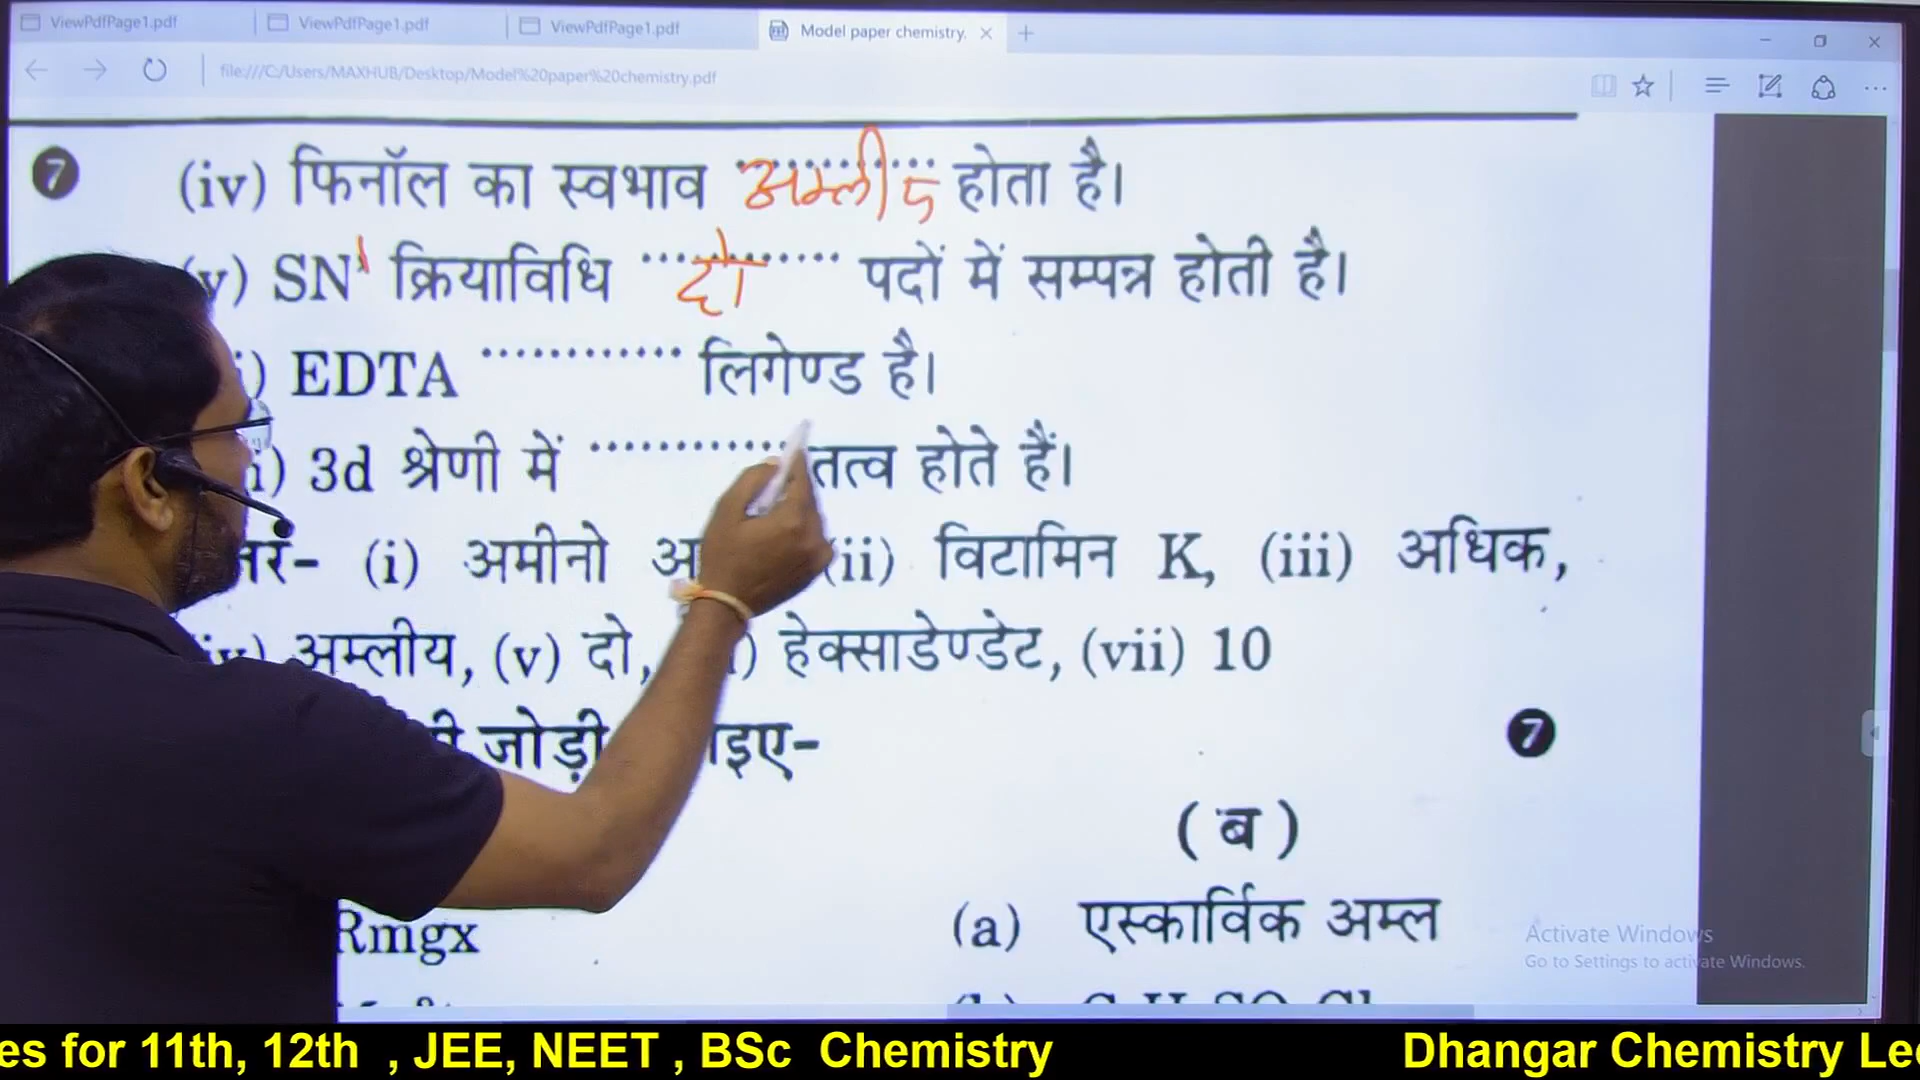 ViewPdfPage1.pdf ViewPdfPage1.pdf ViewPdfPage1.pdf Model paper chemistry.
file:///C:/Users/MAXHUB/Desktop/Model%20paper%20chemistry.pdf
7 (iv) फिनॉल का स्वभाव अम्लीय होता है।
v) SN1 क्रियाविधि दो पदों में सम्पन्न होती है।
i) EDTA ............ लिगेण्ड है।
i) 3d श्रेणी में ............ तत्व होते हैं।
(i) अमीनो (ii) विटामिन K, (iii) अधिक,
अम्लीय, (v) दो, हेक्साडेण्डेट, (vii) 10
जोड़ी
7
(ब)
Rmgx (a) एस्कार्विक अम्ल
Activate Windows
Go to Settings to activate Windows.
es for 11th, 12th , JEE, NEET , BSc Chemistry Dhangar Chemistry Lec